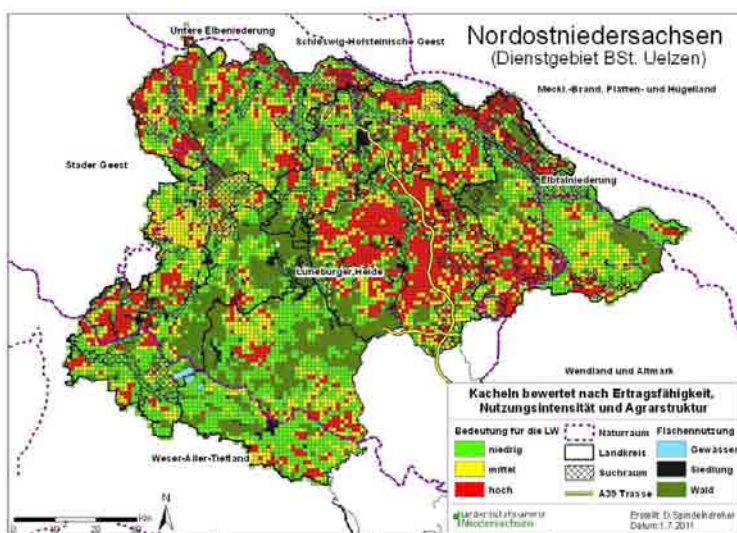 Nordostniedersachsen
(Dienstgebiet BSt. Uelzen)
Untere Elbeniederung
Schleswig-Holsteinische Geest
Meckl.-Brand. Platten- und Hügelland
Stader Geest
Elbtalniederung
Lüneburger Heide
Wendland und Altmark
Weser-Aller-Tiefland
Kacheln bewertet nach Ertragsfähigkeit,
Nutzungsintensität und Agrarstruktur
Bedeutung für die LW
niedrig
mittel
hoch
Naturraum
Landkreis
Suchraum
A39 Trasse
Flächennutzung
Gewässer
Siedlung
Wald
N
Km
Landwirtschaftskammer
Niedersachsen
Erstellt: D.Spindelndreher
Datum:1.7.2011